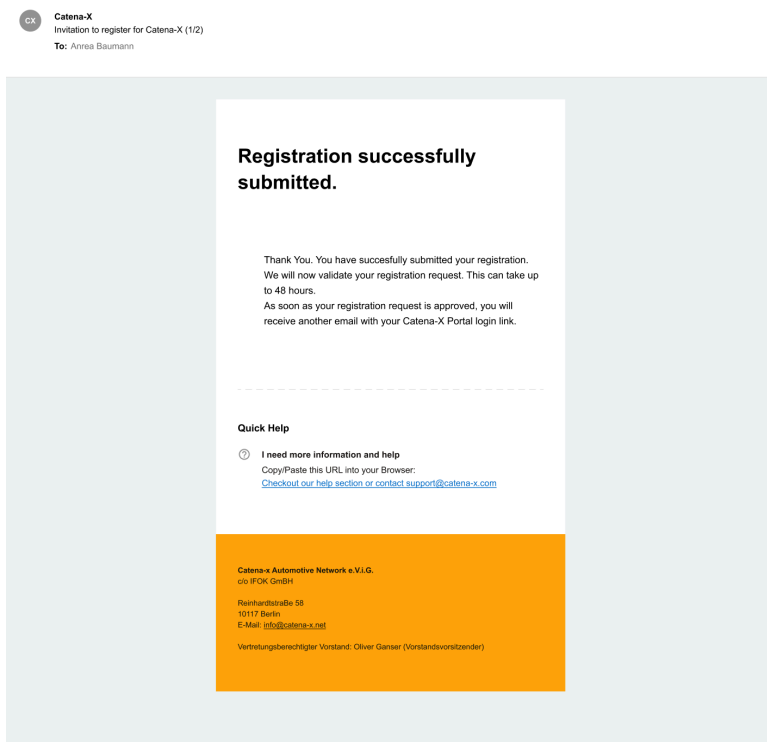 CX
Catena-X
Invitation to register for Catena-X (1/2)
To: Anrea Baumann
Registration successfully
submitted.
Thank You. You have succesfully submitted your registration.
We will now validate your registration request. This can take up
to 48 hours.
As soon as your registration request is approved, you will
receive another email with your Catena-X Portal login link.
Quick Help
I need more information and help
Copy/Paste this URL into your Browser:
Checkout our help section or contact support@catena-x.com
Catena-x Automotive Network e.V.i.G.
c/o IFOK GmBH
ReinhardtstraBe 58
10117 Berlin
E-Mail: info@catena-x.net
Vertretungsberechtigter Vorstand: Oliver Ganser (Vorstandsvorsitzender)